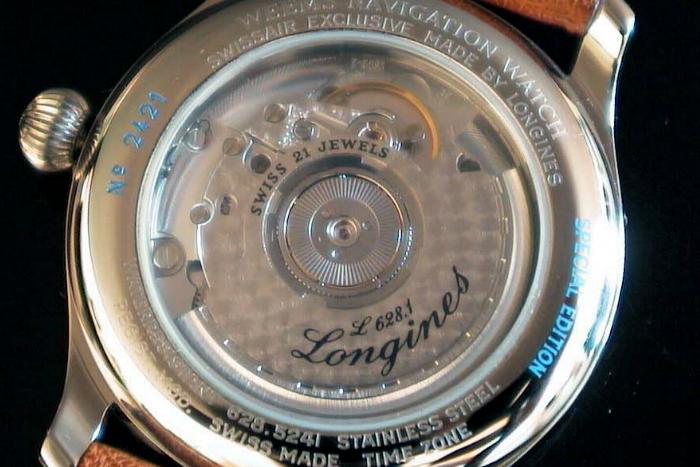 WEEMS NAVIGATION WATCH
SWISSAIR EXCLUSIVE MADE BY LONGINES
Nº 2421
SWISS 21 JEWELS
L 628.1
Longines
SPECIAL EDITION
628.5241 STAINLESS STEEL
SWISS MADE TIME ZONE